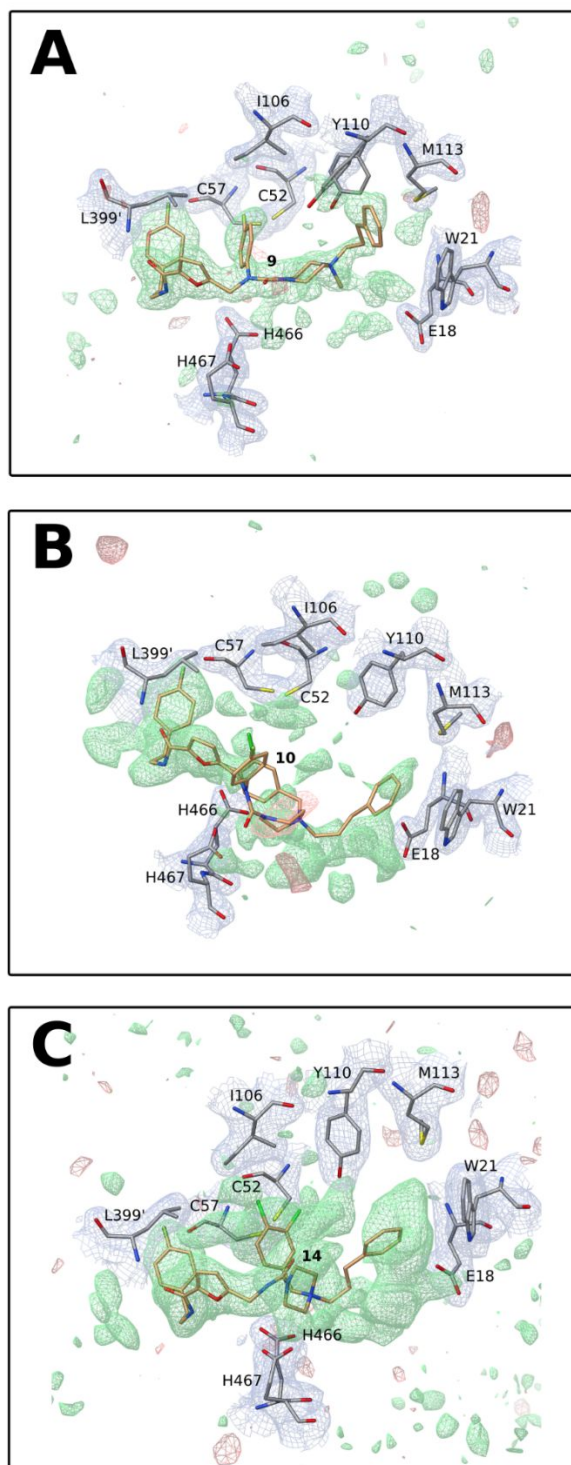 A
I106
Y110
M113
C57
C52
L399'
W21
9
E18
H466
H467
B
I106
L399'
C57
Y110
C52
M113
10
H466
W21
E18
H467
C
Y110
M113
I106
C52
W21
L399'
C57
14
E18
H466
H467